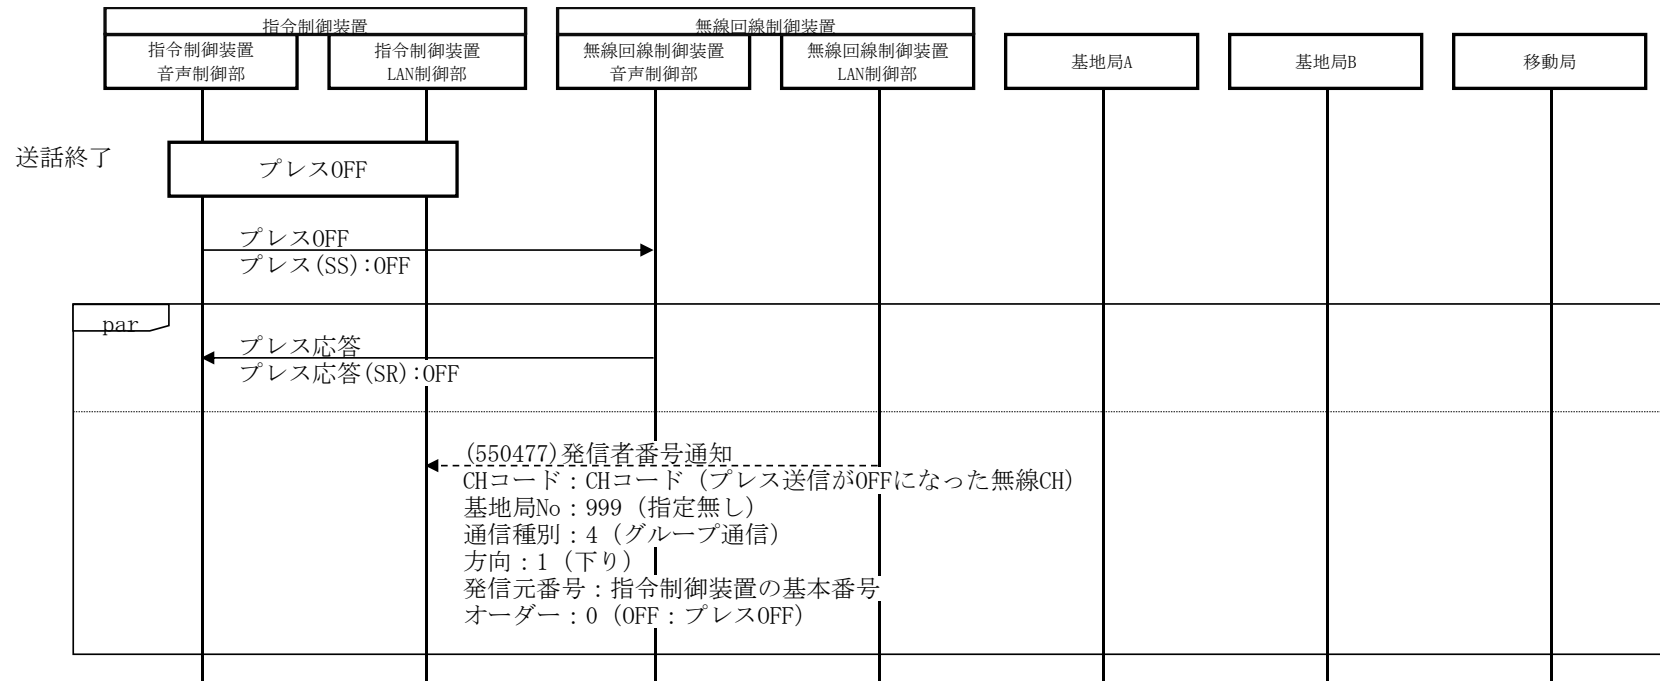 指令制御装置
無線回線制御装置
指令制御装置
音声制御部
指令制御装置
LAN制御部
無線回線制御装置
音声制御部
無線回線制御装置
LAN制御部
基地局A
基地局B
移動局
送話終了
プレスOFF
プレスOFF
プレス(SS):OFF
par
プレス応答
プレス応答(SR):OFF
(550477)発信者番号通知
CHコード：CHコード（プレス送信がOFFになった無線CH）
基地局No：999（指定無し）
通信種別：4（グループ通信）
方向：1（下り）
発信元番号：指令制御装置の基本番号
オーダー：0（OFF：プレスOFF）